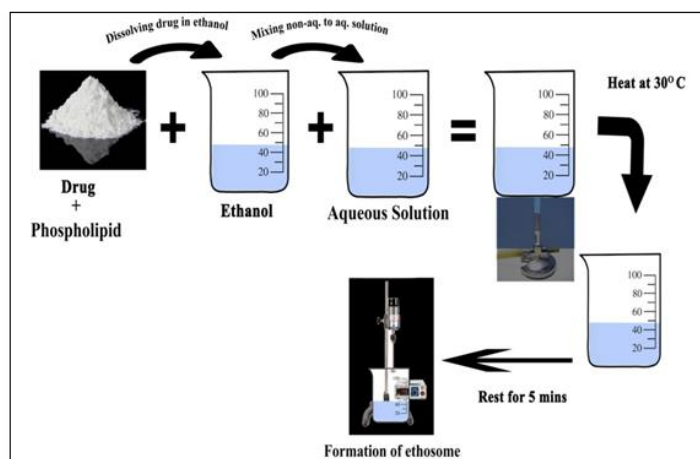 Dissolving drug in ethanol
Mixing non-aq. to aq. solution
Heat at 30⁰ C
100
80
60
40
20
100
80
60
40
20
100
80
60
40
20
+
+
=
Drug
+
Phospholipid
Ethanol
Aqueous Solution
100
80
60
40
20
Rest for 5 mins
Formation of ethosome